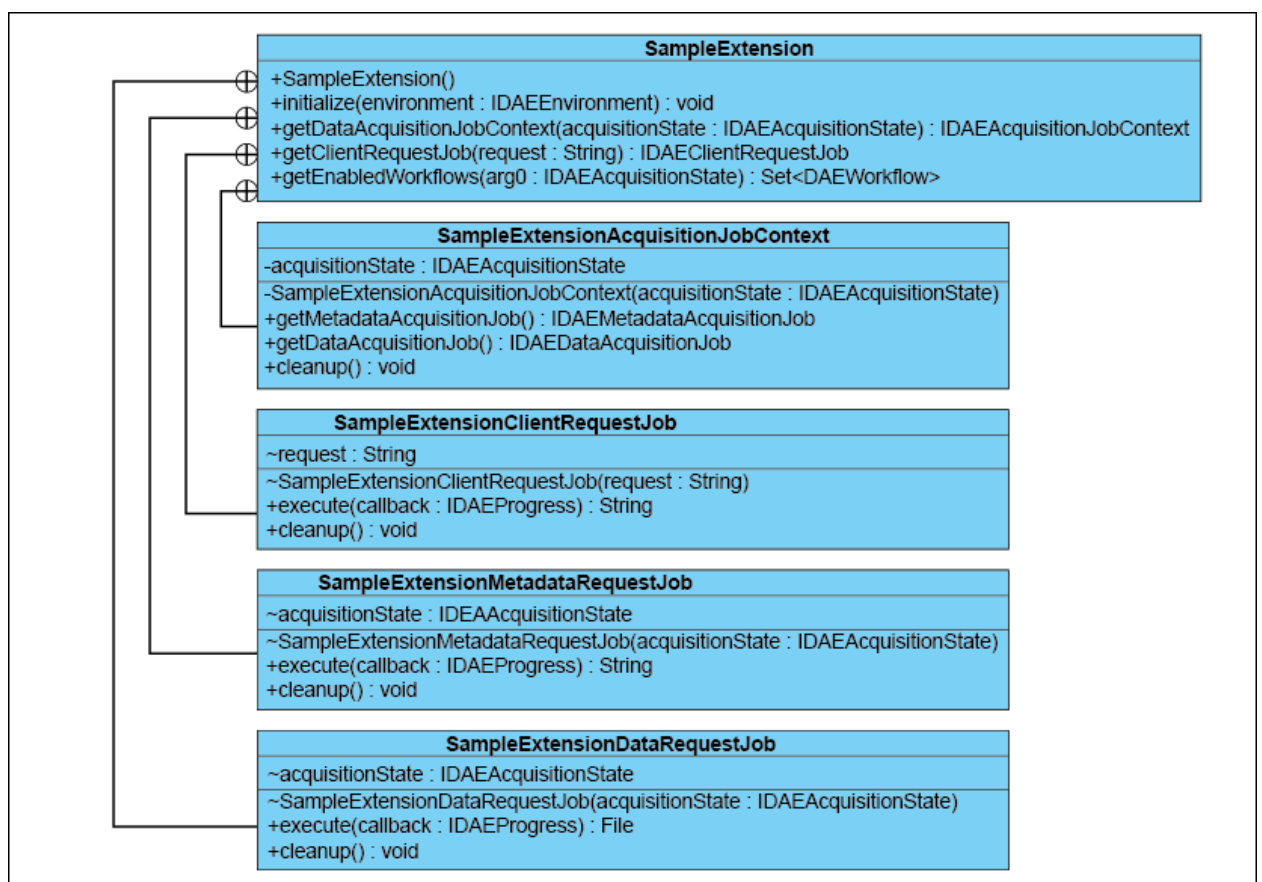 SampleExtension
+SampleExtension()
+initialize(environment : IDAEEnvironment) : void
+getDataAcquisitionJobContext(acquisitionState : IDAEAcquisitionState) : IDAEAcquisitionJobContext
+getClientRequestJob(request : String) : IDAEClientRequestJob
+getEnabledWorkflows(arg0 : IDAEAcquisitionState) : Set<DAEWorkflow>
SampleExtensionAcquisitionJobContext
-acquisitionState : IDAEAcquisitionState
-SampleExtensionAcquisitionJobContext(acquisitionState : IDAEAcquisitionState)
+getMetadataAcquisitionJob() : IDAEMetadataAcquisitionJob
+getDataAcquisitionJob() : IDAEDataAcquisitionJob
+cleanup() : void
SampleExtensionClientRequestJob
~request : String
~SampleExtensionClientRequestJob(request : String)
+execute(callback : IDAEProgress) : String
+cleanup() : void
SampleExtensionMetadataRequestJob
~acquisitionState : IDEAAcquisitionState
~SampleExtensionMetadataRequestJob(acquisitionState : IDAEAcquisitionState)
+execute(callback : IDAEProgress) : String
+cleanup() : void
SampleExtensionDataRequestJob
~acquisitionState : IDAEAcquisitionState
~SampleExtensionDataRequestJob(acquisitionState : IDAEAcquisitionState)
+execute(callback : IDAEProgress) : File
+cleanup() : void